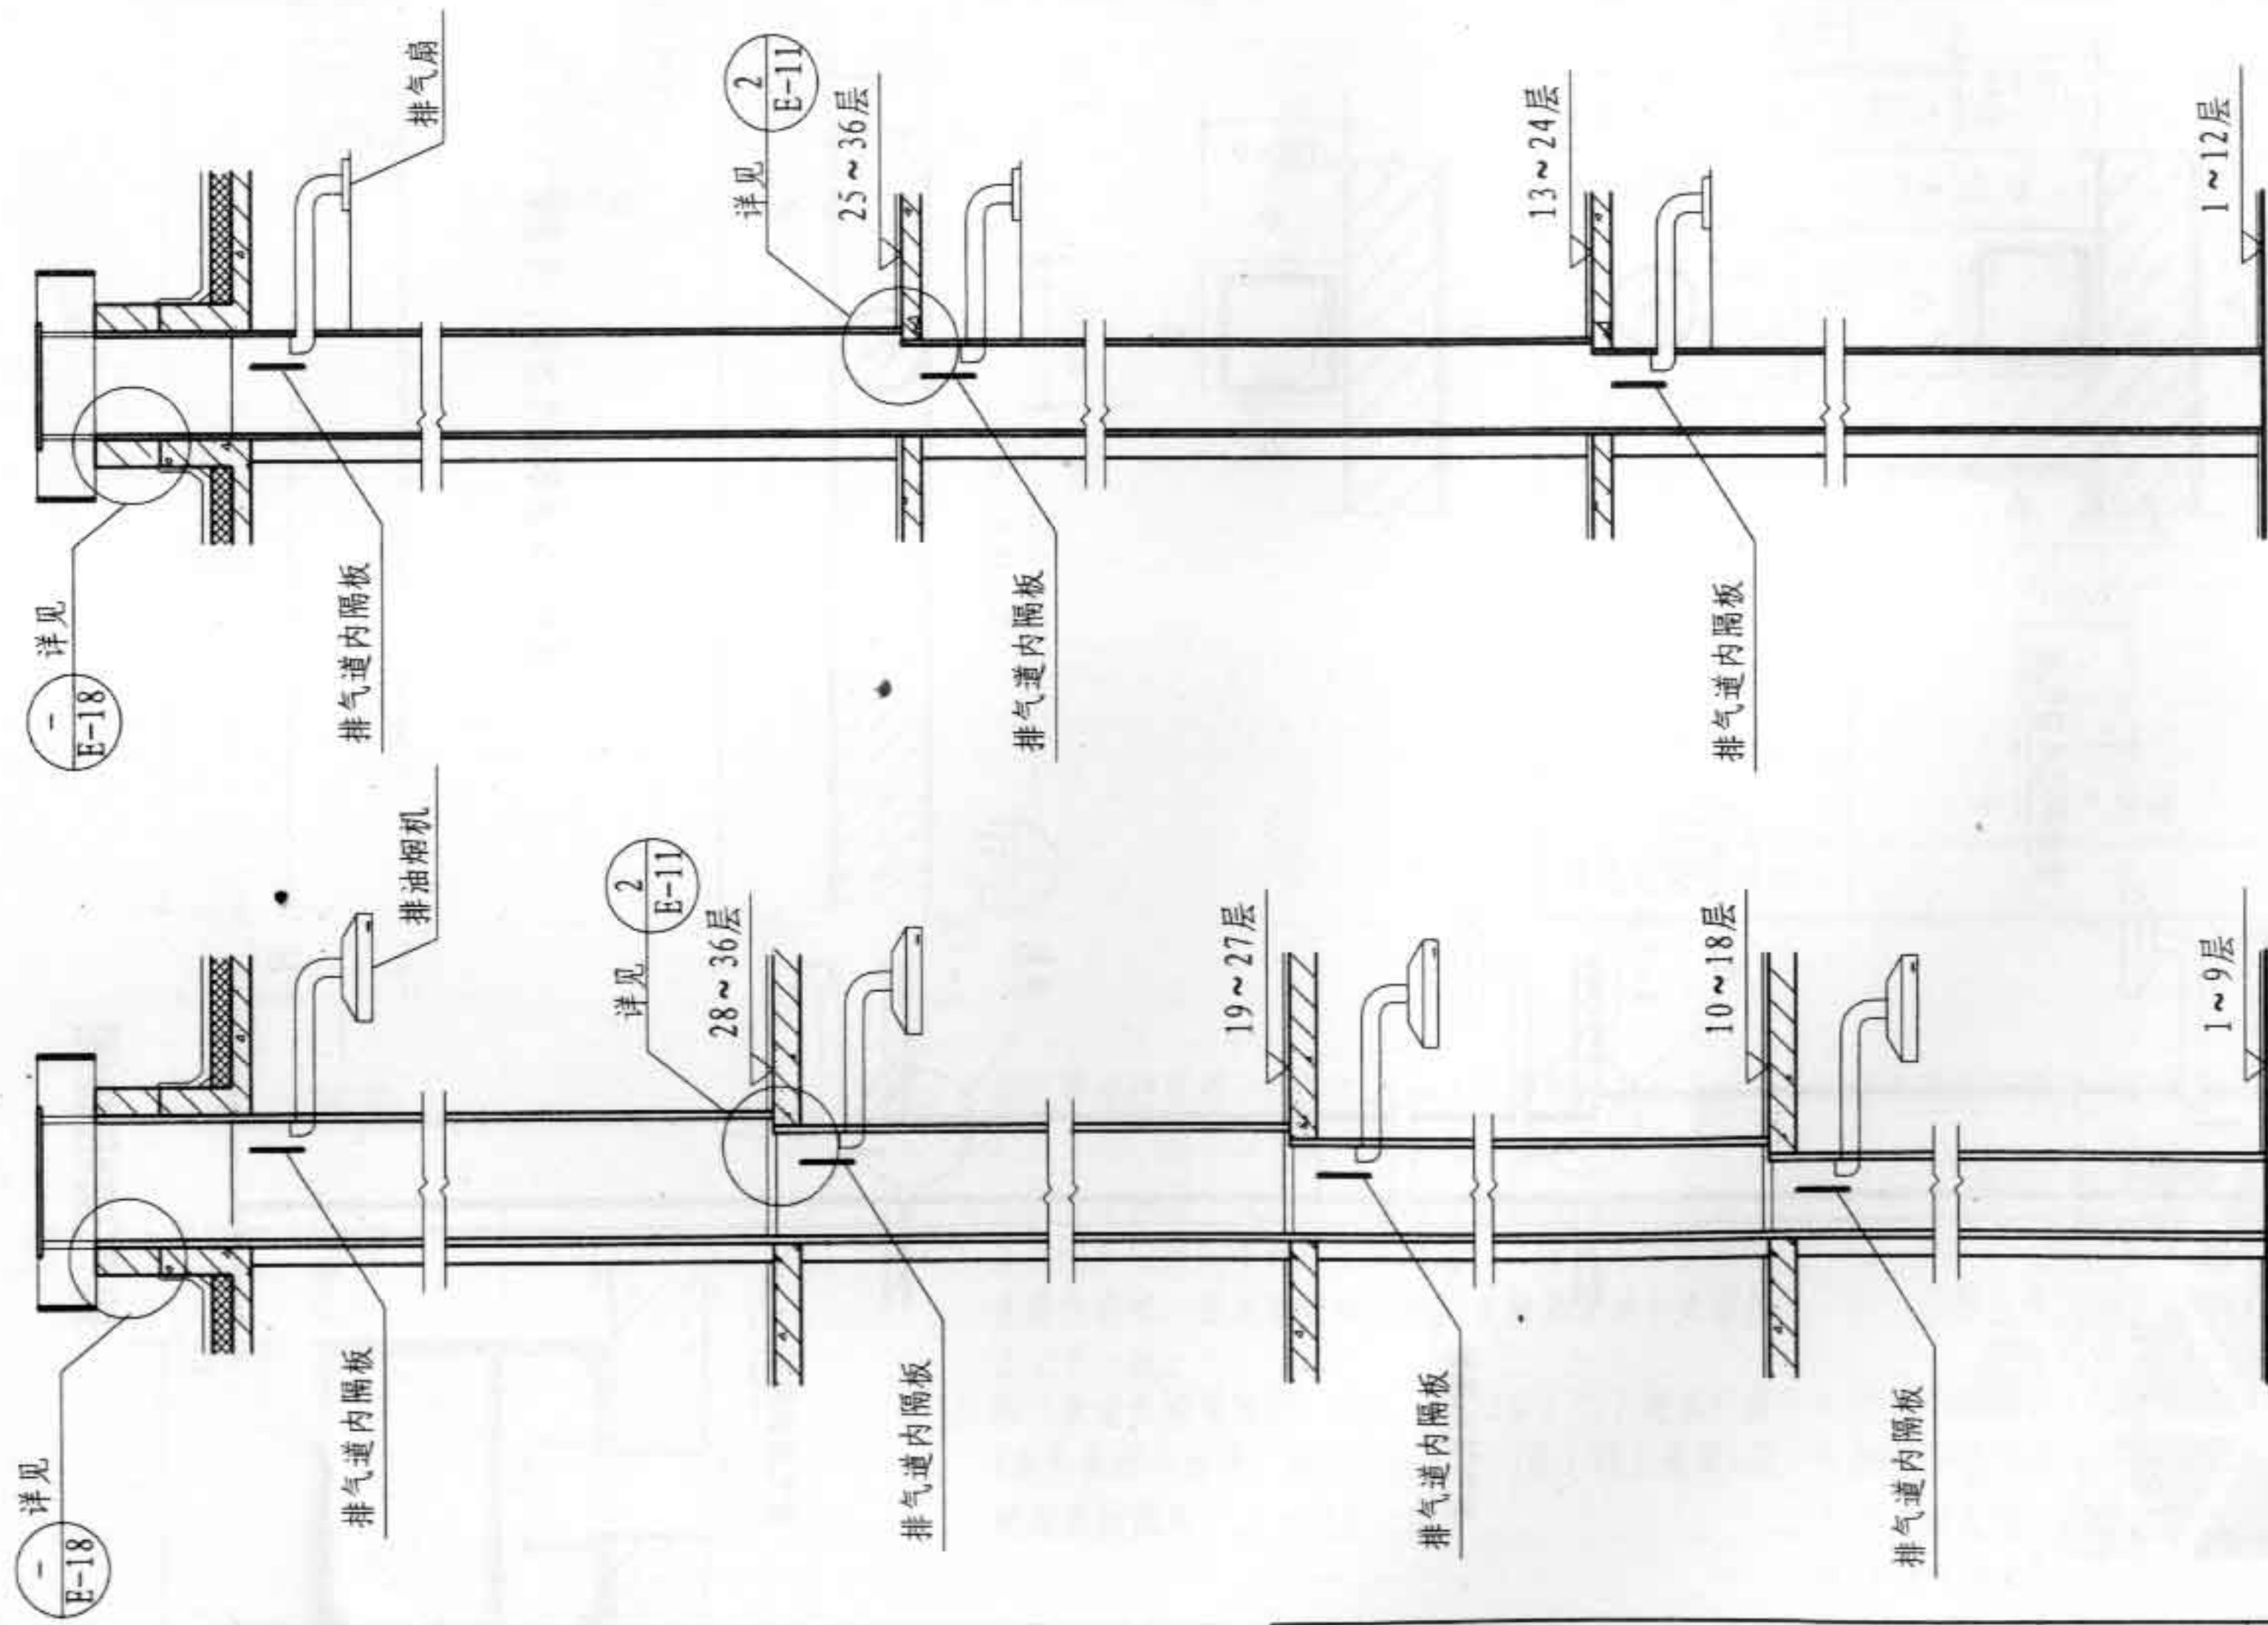 详见
-
E-18
排气道内隔板
排油烟机
详见
2
E-11
28~36层
排气道内隔板
19~27层
排气道内隔板
10~18层
排气道内隔板
1~9层
详见
-
E-18
排气道内隔板
排气扇
详见
2
E-11
25~36层
排气道内隔板
13~24层
排气道内隔板
1~12层